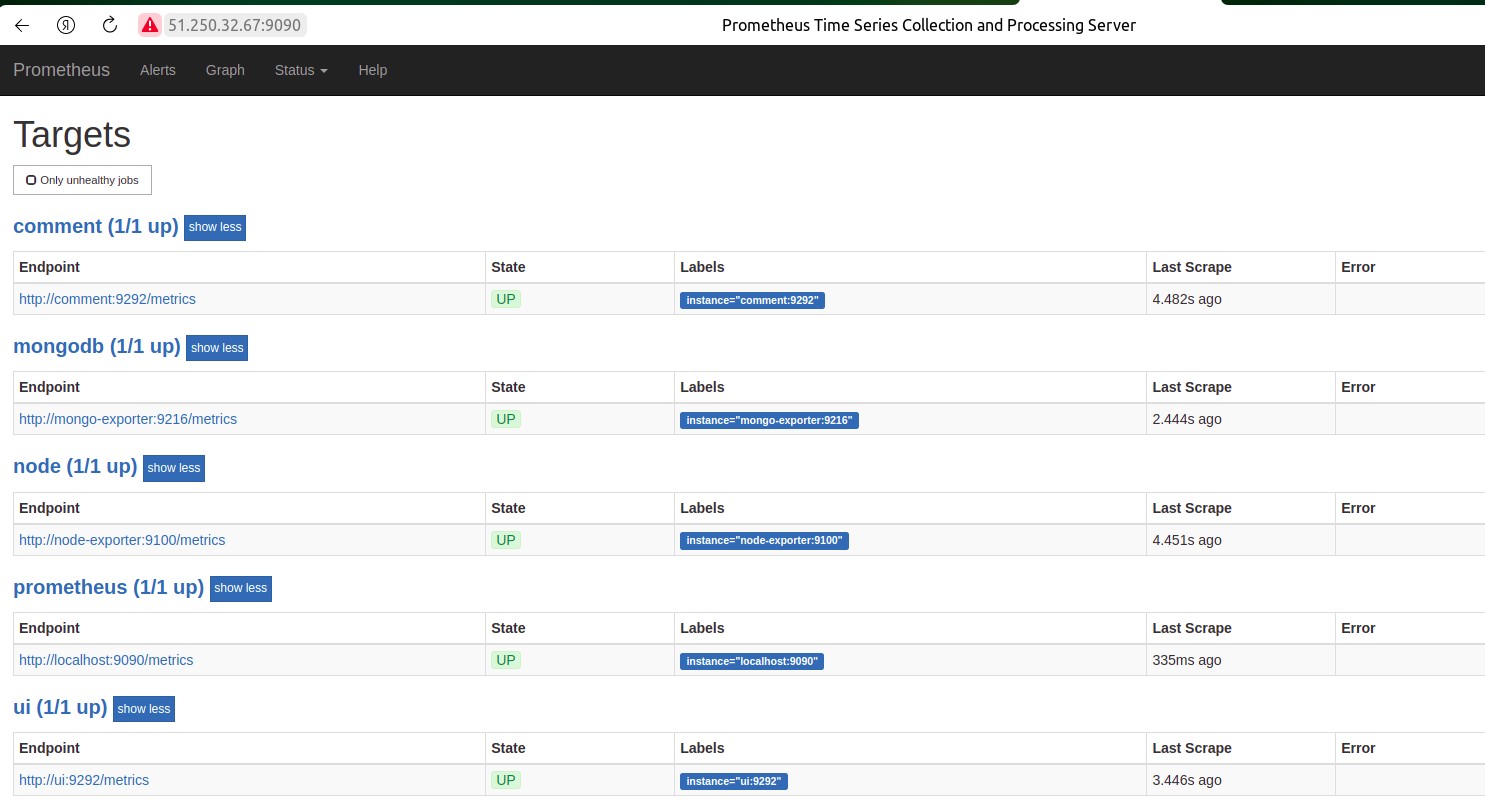 Я 51.250.32.67:9090 Prometheus Time Series Collection and Processing Server
Prometheus Alerts Graph Status Help
Targets
Only unhealthy jobs
comment (1/1 up) show less
Endpoint State Labels Last Scrape Error
http://comment:9292/metrics UP instance="comment:9292" 4.482s ago
mongodb (1/1 up) show less
Endpoint State Labels Last Scrape Error
http://mongo-exporter:9216/metrics UP instance="mongo-exporter:9216" 2.444s ago
node (1/1 up) show less
Endpoint State Labels Last Scrape Error
http://node-exporter:9100/metrics UP instance="node-exporter:9100" 4.451s ago
prometheus (1/1 up) show less
Endpoint State Labels Last Scrape Error
http://localhost:9090/metrics UP instance="localhost:9090" 335ms ago
ui (1/1 up) show less
Endpoint State Labels Last Scrape Error
http://ui:9292/metrics UP instance="ui:9292" 3.446s ago